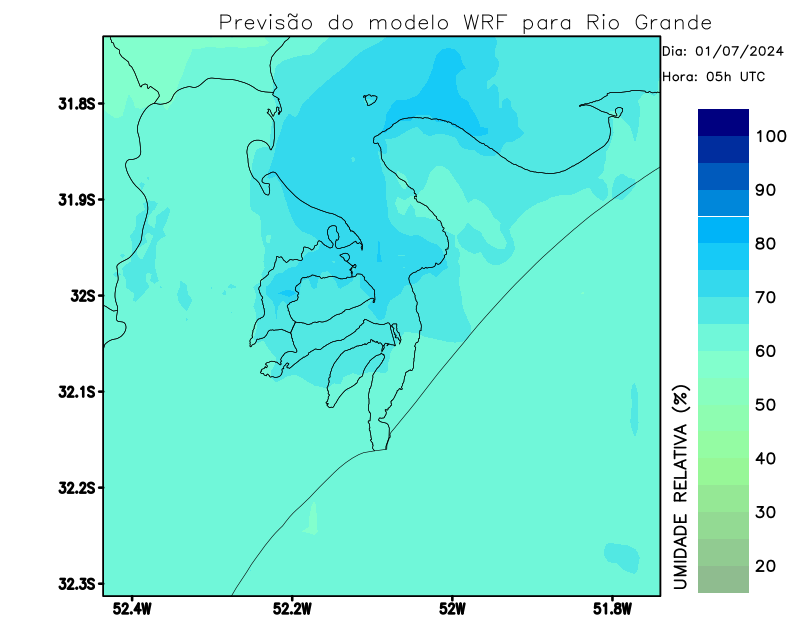 Previsão do modelo WRF para Rio Grande
Dia: 01/07/2024
Hora: 05h UTC
31.8S
31.9S
32S
32.1S
32.2S
32.3S
52.4W
52.2W
52W
51.8W
100
90
80
70
60
50
40
30
20
UMIDADE RELATIVA (%)